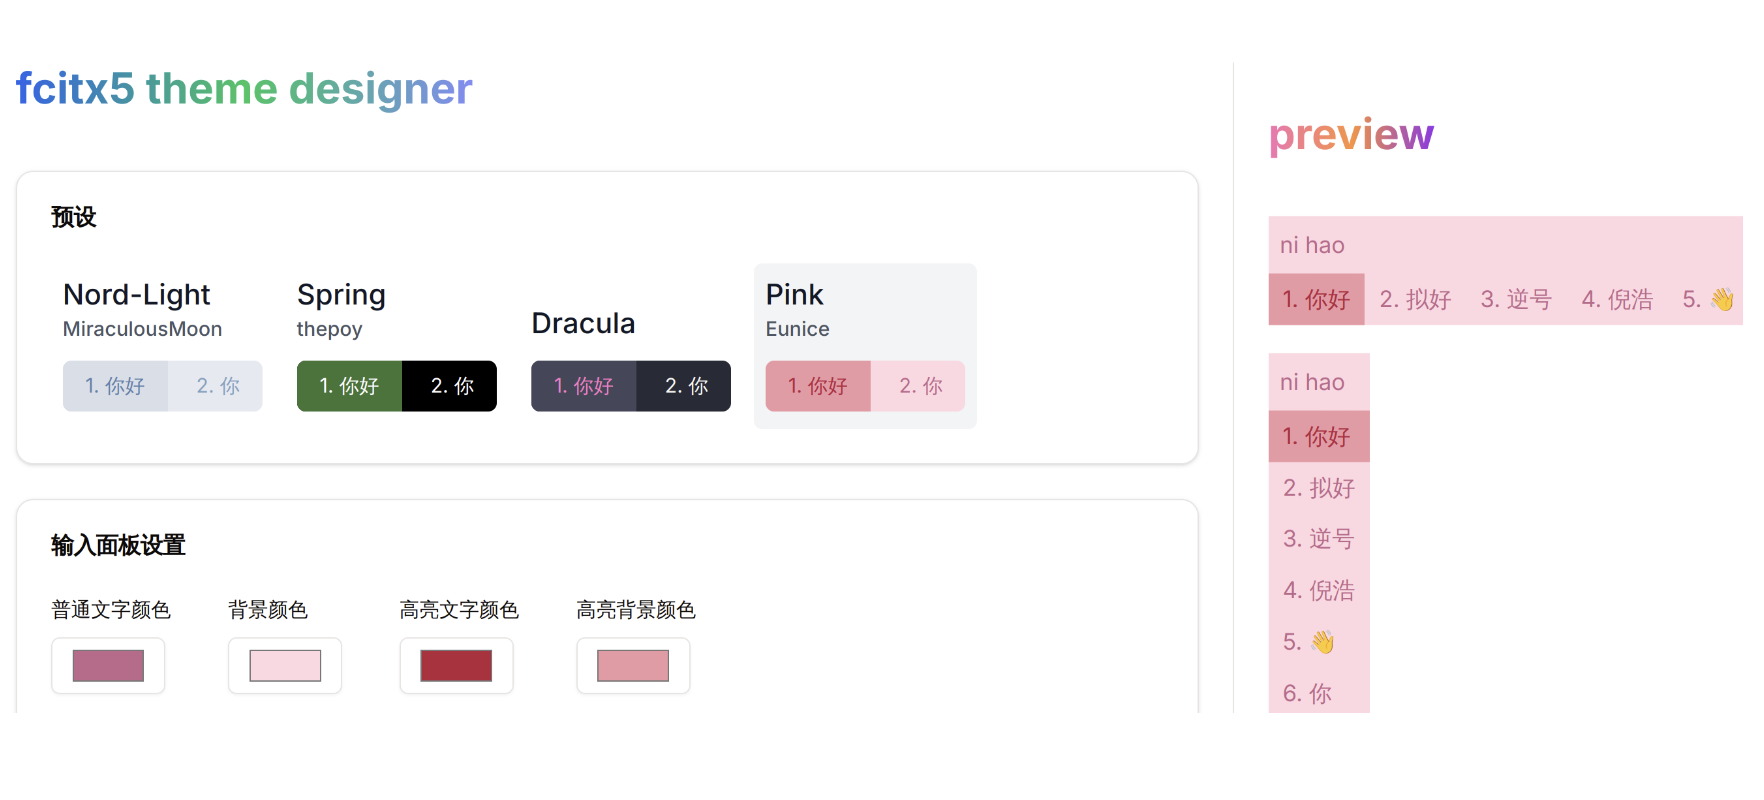 fcitx5 theme designer
预设
Nord-Light
MiraculousMoon
1. 你好 2. 你
Spring
thepoy
1. 你好 2. 你
Dracula
1. 你好 2. 你
Pink
Eunice
1. 你好 2. 你
输入面板设置
普通文字颜色 背景颜色 高亮文字颜色 高亮背景颜色
preview
ni hao
1. 你好 2. 拟好 3. 逆号 4. 倪浩 5. 👋
ni hao
1. 你好
2. 拟好
3. 逆号
4. 倪浩
5. 👋
6. 你